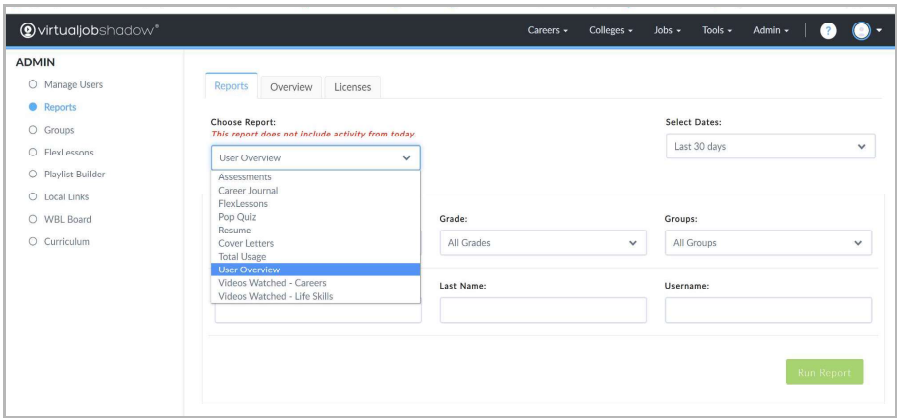 virtualjobshadow®
Careers Colleges Jobs Tools Admin ?
ADMIN
Manage Users
Reports
Groups
FlexLessons
Playlist Builder
Local Links
WBL Board
Curriculum
Reports Overview Licenses
Choose Report: Select Dates:
This report does not include activity from today
User Overview Last 30 days
Assessments
Career Journal
FlexLessons
Pop Quiz
Resume
Cover Letters
Total Usage
User Overview
Videos Watched - Careers
Videos Watched - Life Skills
Grade: Groups:
All Grades All Groups
Last Name: Username:
Run Report